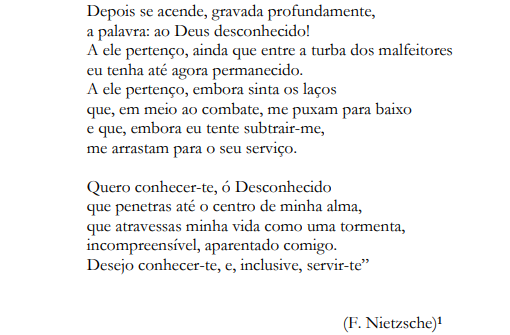 Depois se acende, gravada profundamente,
a palavra: ao Deus desconhecido!
A ele pertenço, ainda que entre a turba dos malfeitores
eu tenha até agora permanecido.
A ele pertenço, embora sinta os laços
que, em meio ao combate, me puxam para baixo
e que, embora eu tente subtrair-me,
me arrastam para o seu serviço.
Quero conhecer-te, ó Desconhecido
que penetras até o centro de minha alma,
que atravessas minha vida como uma tormenta,
incompreensível, aparentado comigo.
Desejo conhecer-te, e, inclusive, servir-te”
(F. Nietzsche)¹